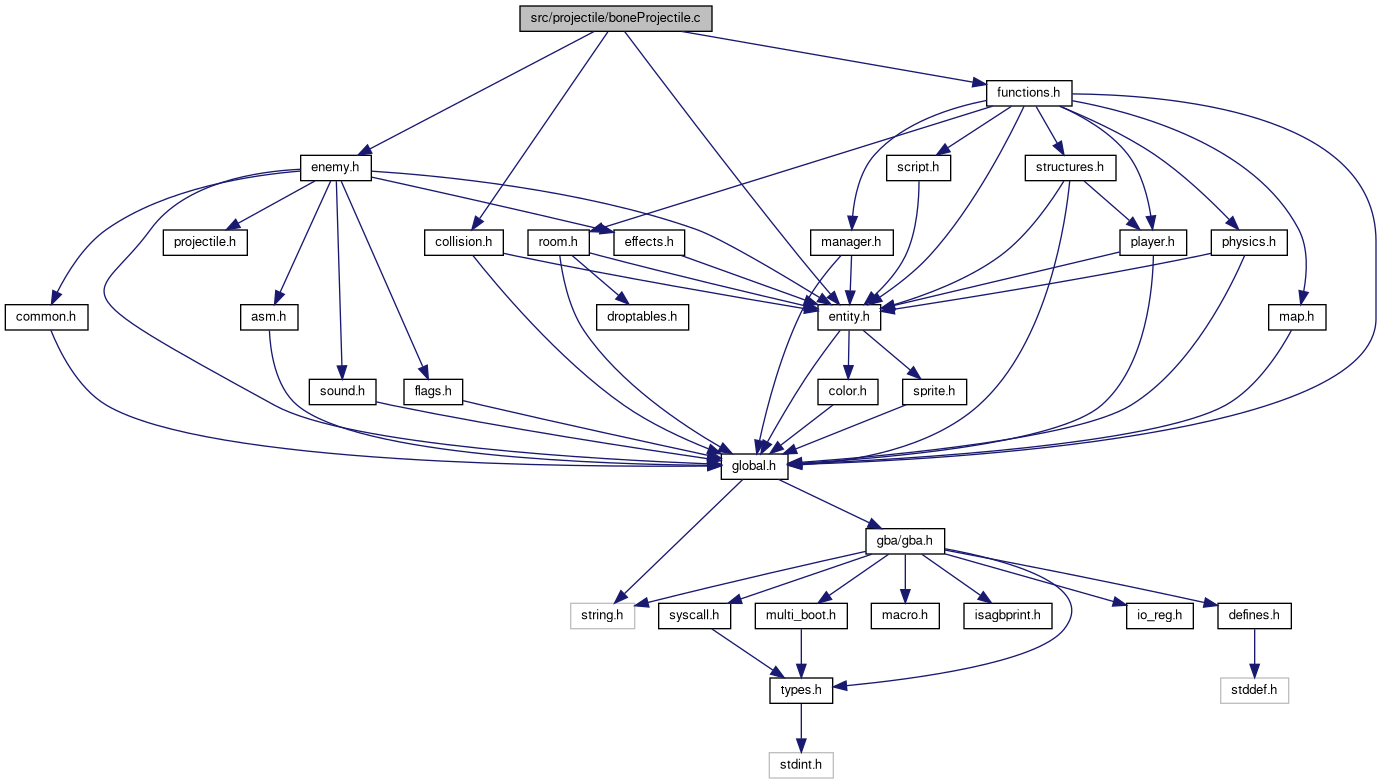 src/projectile/boneProjectile.c
functions.h
enemy.h
script.h
structures.h
projectile.h
collision.h
room.h
effects.h
manager.h
player.h
physics.h
common.h
asm.h
droptables.h
entity.h
map.h
sound.h
flags.h
color.h
sprite.h
global.h
gba/gba.h
string.h
syscall.h
multi_boot.h
macro.h
isagbprint.h
io_reg.h
defines.h
types.h
stddef.h
stdint.h